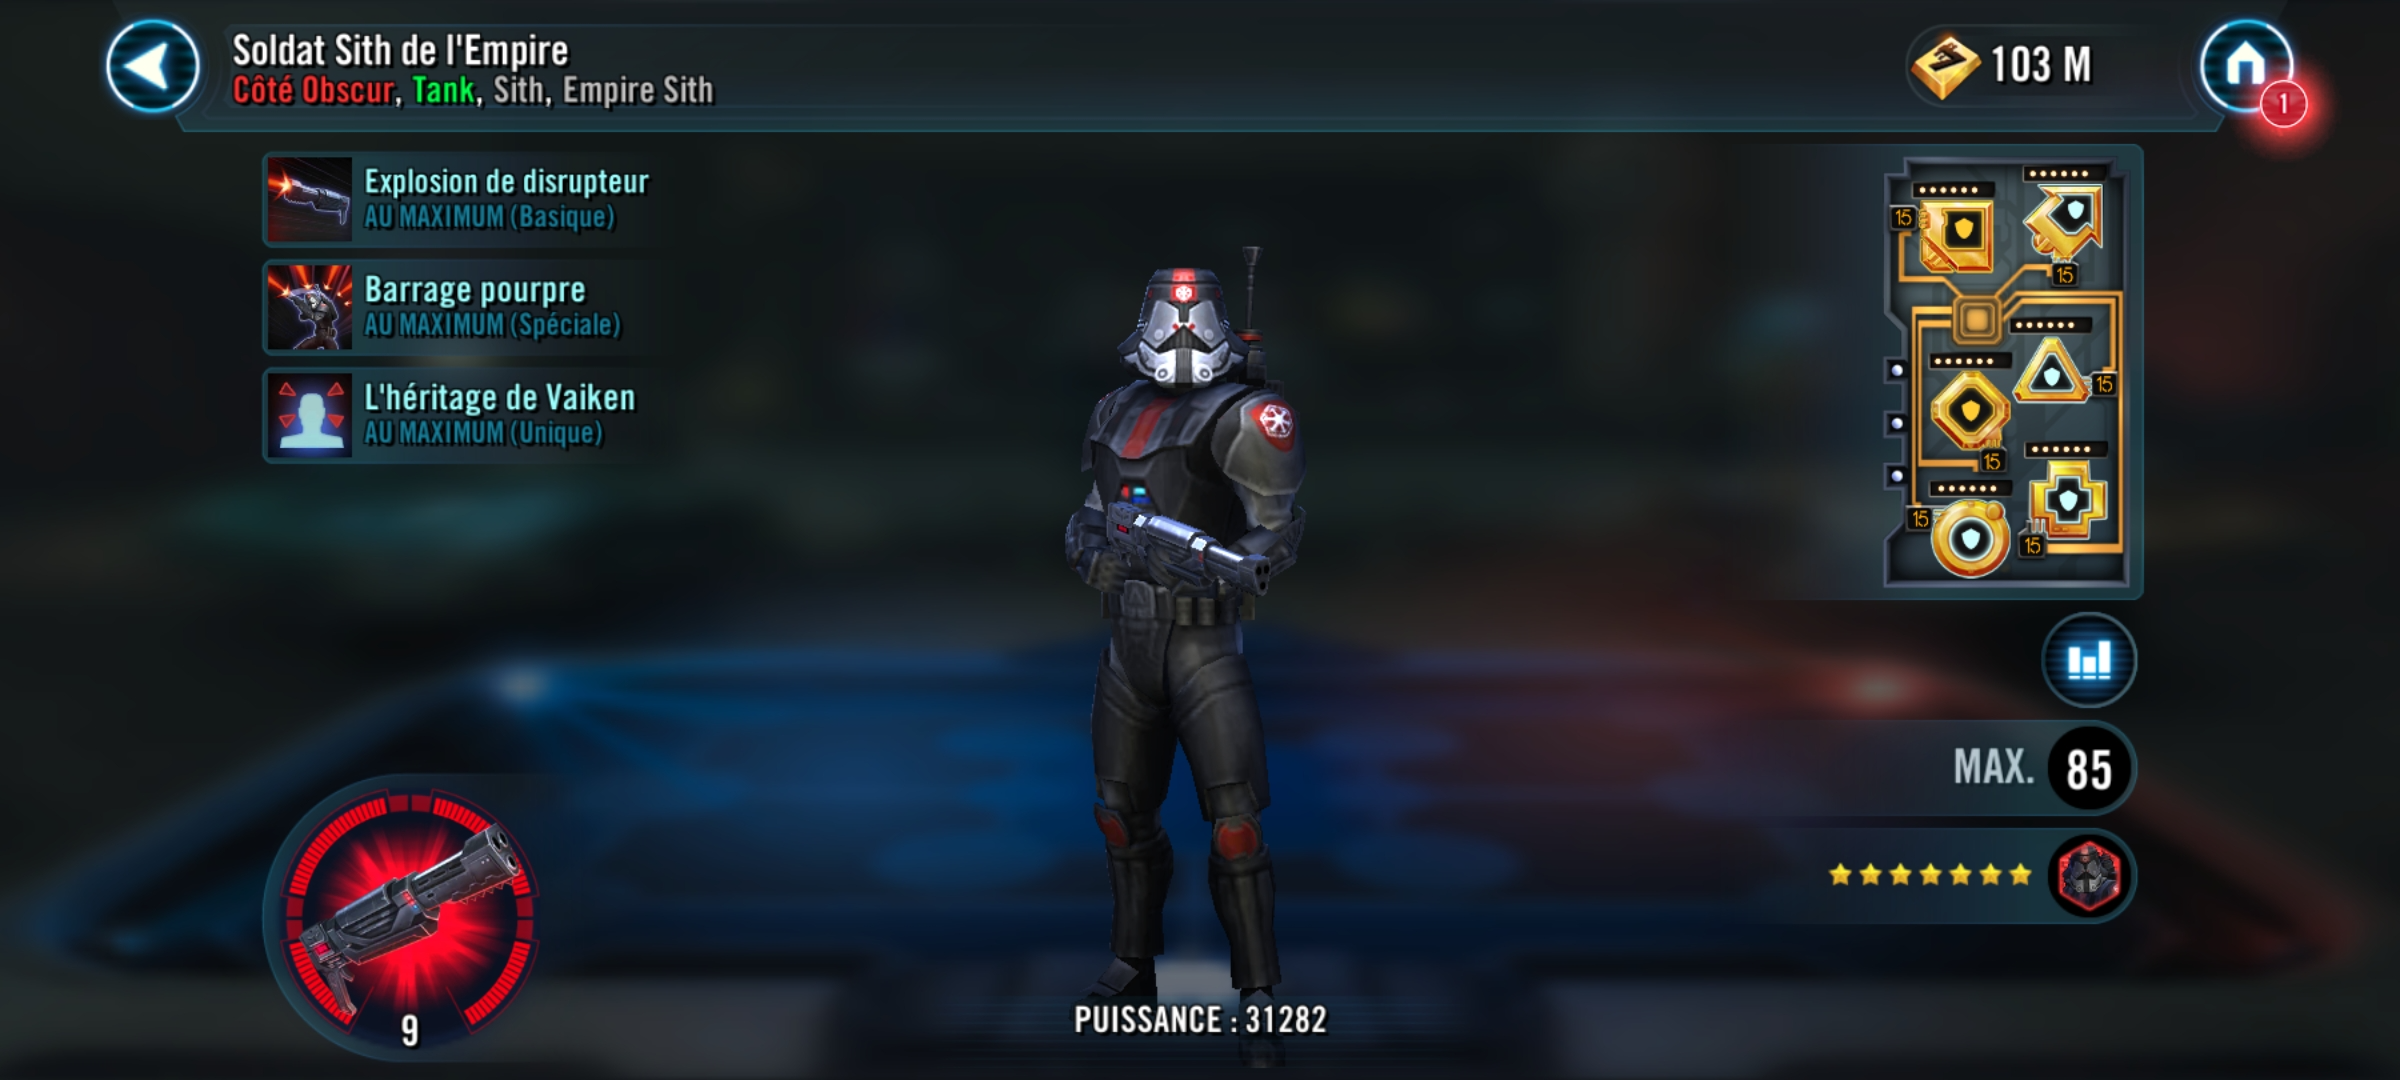 Soldat Sith de l'Empire
Côté Obscur, Tank, Sith, Empire Sith
103 M
1
Explosion de disrupteur
AU MAXIMUM (Basique)
Barrage pourpre
AU MAXIMUM (Spéciale)
L'héritage de Vaiken
AU MAXIMUM (Unique)
15
15
15
15
15
15
MAX. 85
9
PUISSANCE : 31282